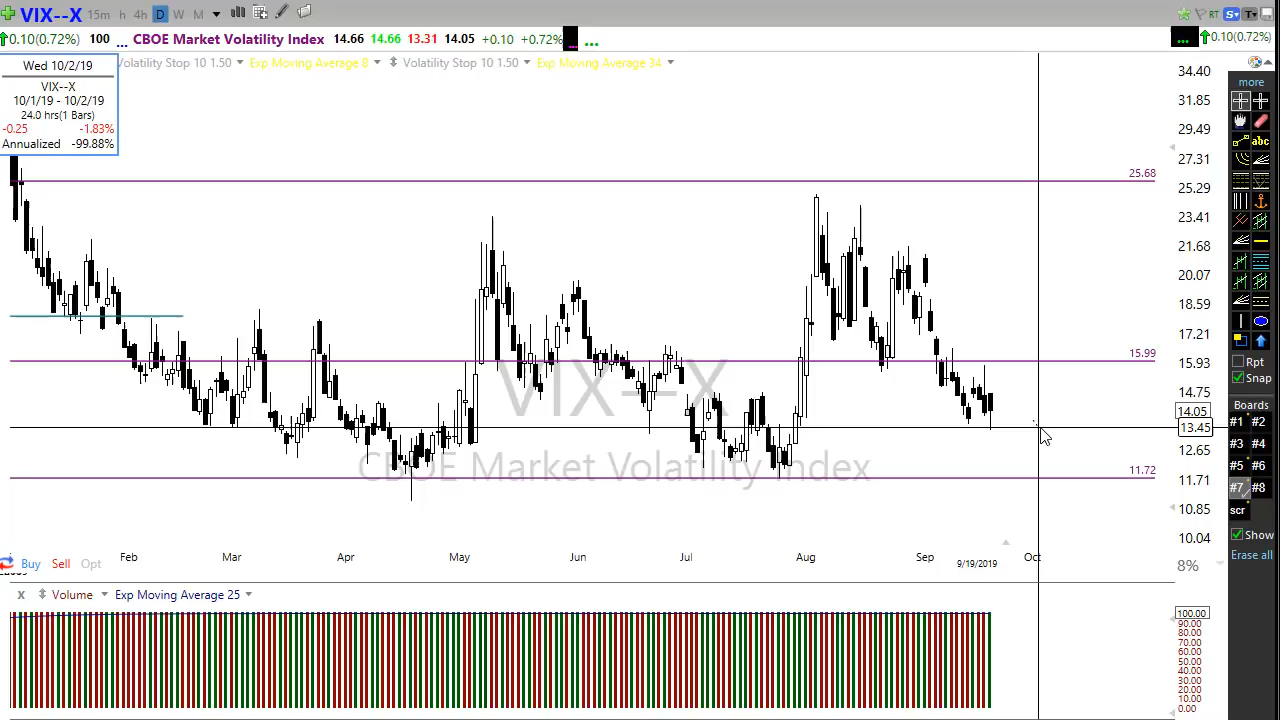 VIX--X 15m h 4h D W M RT S T
0.10(0.72%) 100 ... CBOE Market Volatility Index 14.66 14.66 13.31 14.05 +0.10 +0.72% ... ... ... 0.10(0.72%)
Wed 10/2/19
VIX--X
10/1/19 - 10/2/19
24.0 hrs(1 Bars)
-0.25 -1.83%
Annualized -99.88%
Volatility Stop 10 1.50 Exp Moving Average 8 Volatility Stop 10 1.50 Exp Moving Average 34
34.40
31.85
29.49
27.31
25.68
25.29
23.41
21.68
20.07
18.59
17.21
15.99
15.93
14.75
14.05
13.45
12.65
11.72
11.71
10.85
10.04
VIX--X
CBOE Market Volatility Index
Feb Mar Apr May Jun Jul Aug Sep Oct
9/19/2019
8%
Buy Sell Opt
x Volume Exp Moving Average 25
100.00
90.00
80.00
70.00
60.00
50.00
40.00
30.00
20.00
10.00
0.00
more
abc
Rpt
Snap
Boards
#1 #2
#3 #4
#5 #6
#7 #8
scr
Show
Erase all